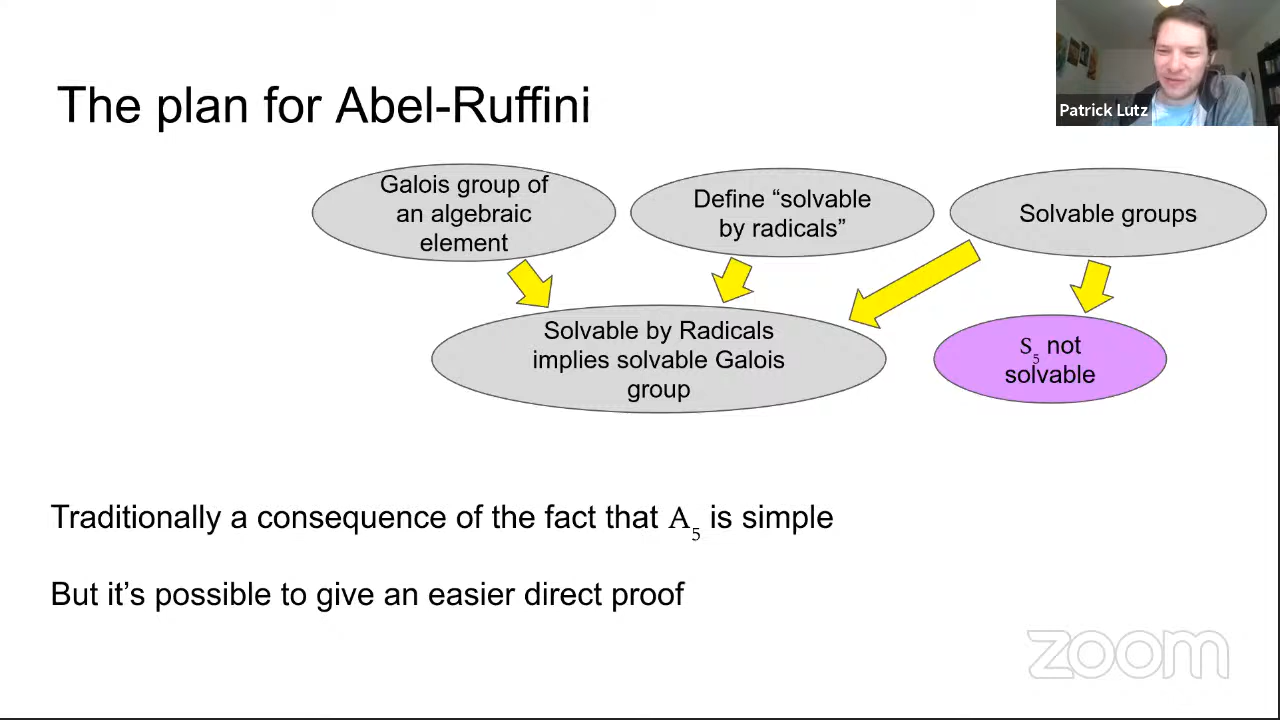 The plan for Abel-Ruffini
Patrick Lutz
Galois group of
an algebraic
element
Define “solvable
by radicals”
Solvable groups
Solvable by Radicals
implies solvable Galois
group
S5 not
solvable
Traditionally a consequence of the fact that A5 is simple
But it’s possible to give an easier direct proof
zoom